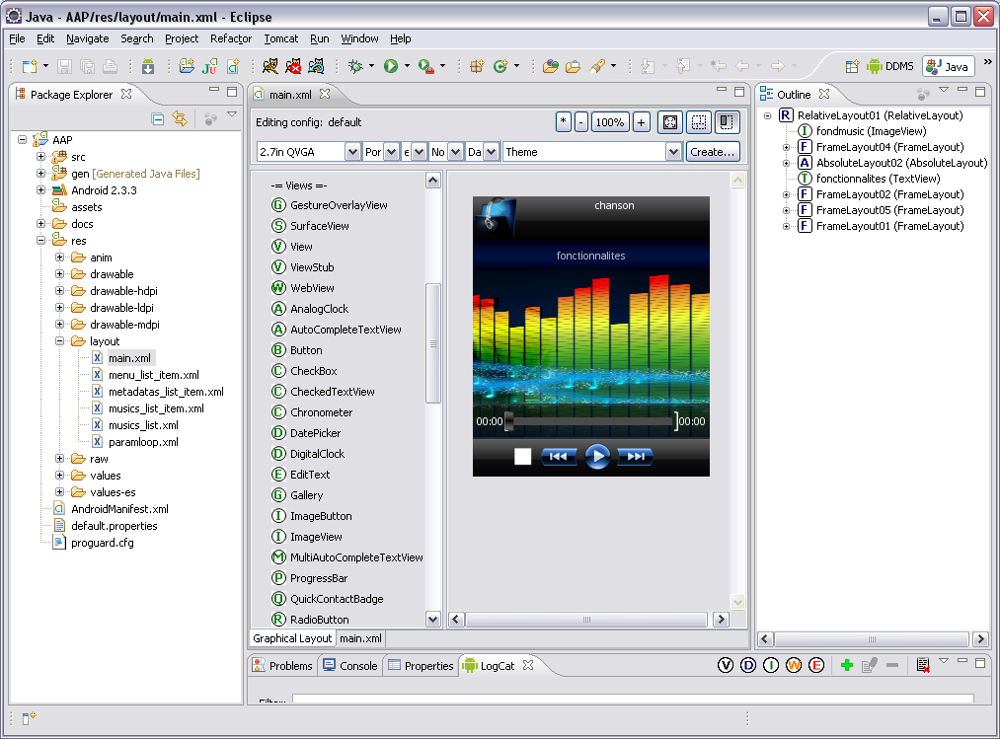 Java - AAP/res/layout/main.xml - Eclipse
File Edit Navigate Search Project Refactor Tomcat Run Window Help
DDMS Java
Package Explorer
AAP
src
gen [Generated Java Files]
Android 2.3.3
assets
docs
res
anim
drawable
drawable-hdpi
drawable-ldpi
drawable-mdpi
layout
main.xml
menu_list_item.xml
metadatas_list_item.xml
musics_list_item.xml
musics_list.xml
paramloop.xml
raw
values
values-es
AndroidManifest.xml
default.properties
proguard.cfg
main.xml
Editing config: default
* - 100% +
2.7in QVGA Por e No Da Theme Create...
-= Views =-
G GestureOverlayView
S SurfaceView
V View
V ViewStub
W WebView
A AnalogClock
A AutoCompleteTextView
B Button
C CheckBox
C CheckedTextView
C Chronometer
D DatePicker
D DigitalClock
E EditText
G Gallery
I ImageButton
I ImageView
M MultiAutoCompleteTextView
P ProgressBar
Q QuickContactBadge
R RadioButton
chanson
fonctionnalites
00:00 00:00
Graphical Layout main.xml
Outline
R RelativeLayout01 (RelativeLayout)
I fondmusic (ImageView)
F FrameLayout04 (FrameLayout)
A AbsoluteLayout02 (AbsoluteLayout)
T fonctionnalites (TextView)
F FrameLayout02 (FrameLayout)
F FrameLayout05 (FrameLayout)
F FrameLayout01 (FrameLayout)
Problems Console Properties LogCat
V D I W E
Filter: